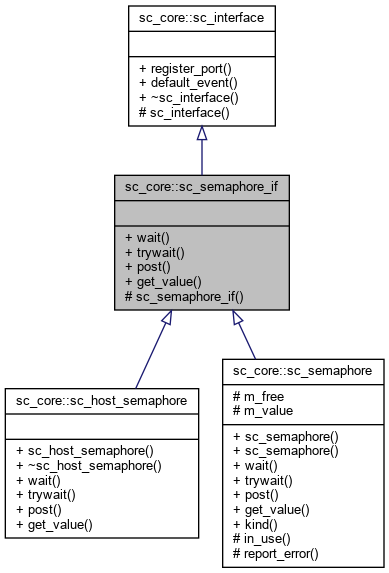 sc_core::sc_interface
+ register_port()
+ default_event()
+ ~sc_interface()
# sc_interface()
sc_core::sc_semaphore_if
+ wait()
+ trywait()
+ post()
+ get_value()
# sc_semaphore_if()
sc_core::sc_host_semaphore
+ sc_host_semaphore()
+ ~sc_host_semaphore()
+ wait()
+ trywait()
+ post()
+ get_value()
sc_core::sc_semaphore
# m_free
# m_value
+ sc_semaphore()
+ sc_semaphore()
+ wait()
+ trywait()
+ post()
+ get_value()
+ kind()
# in_use()
# report_error()